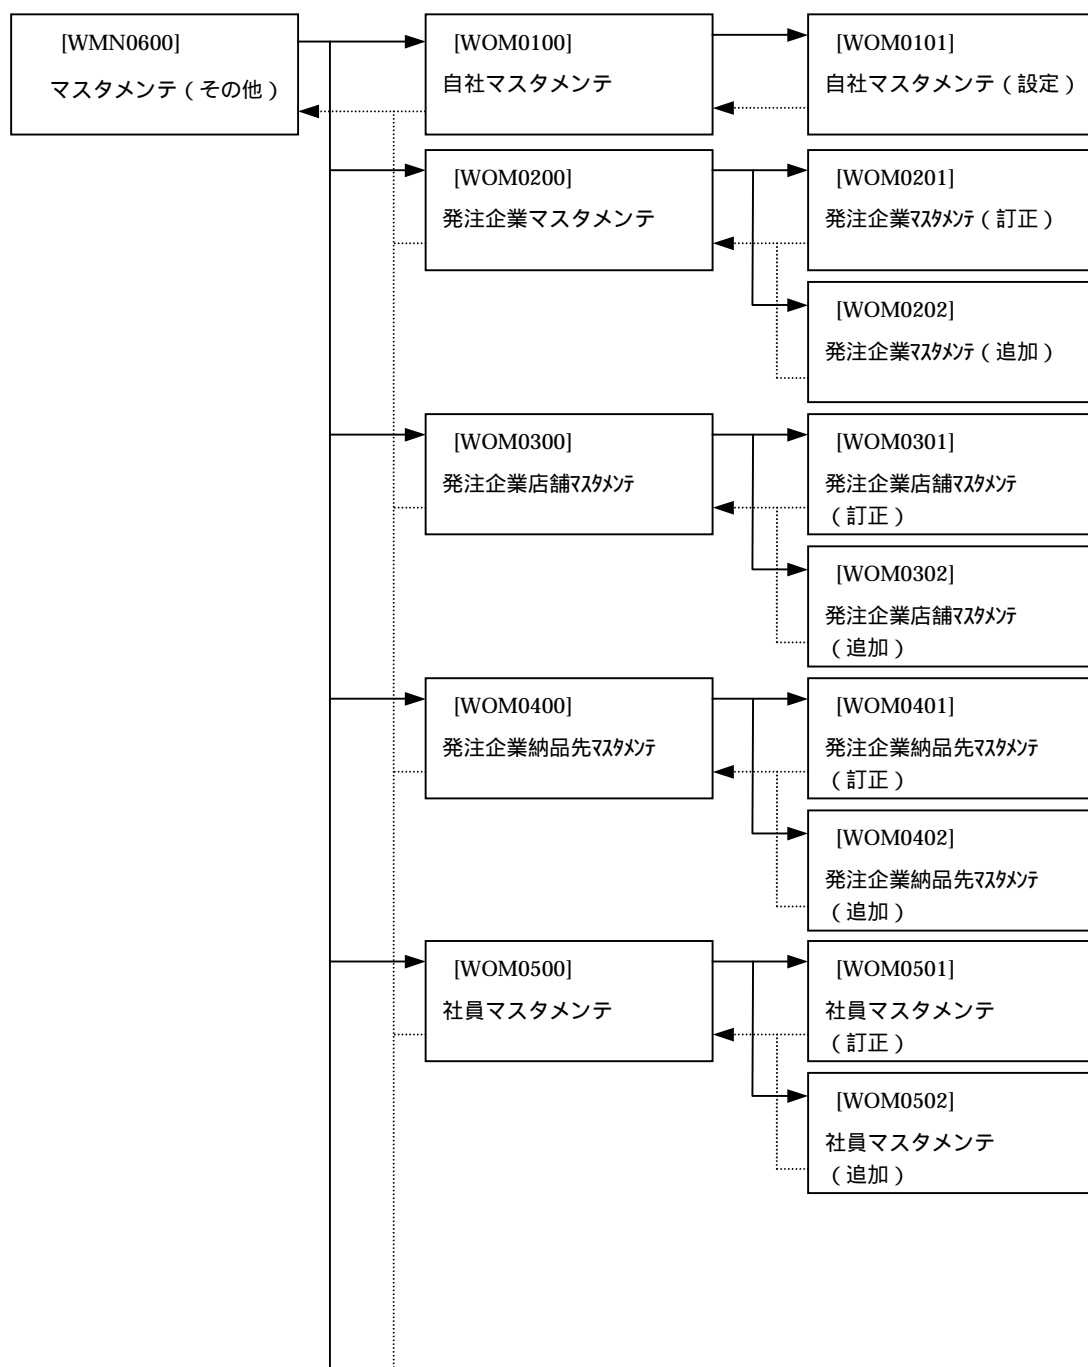 [WMN0600]
マスタメンテ（その他）
[WOM0100]
自社マスタメンテ
[WOM0101]
自社マスタメンテ（設定）
[WOM0200]
発注企業マスタメンテ
[WOM0201]
発注企業ﾏｽﾀﾒﾝﾃ（訂正）
[WOM0202]
発注企業ﾏｽﾀﾒﾝﾃ（追加）
[WOM0300]
発注企業店舗ﾏｽﾀﾒﾝﾃ
[WOM0301]
発注企業店舗ﾏｽﾀﾒﾝﾃ
（訂正）
[WOM0302]
発注企業店舗ﾏｽﾀﾒﾝﾃ
（追加）
[WOM0400]
発注企業納品先ﾏｽﾀﾒﾝﾃ
[WOM0401]
発注企業納品先ﾏｽﾀﾒﾝﾃ
（訂正）
[WOM0402]
発注企業納品先ﾏｽﾀﾒﾝﾃ
（追加）
[WOM0500]
社員マスタメンテ
[WOM0501]
社員マスタメンテ
（訂正）
[WOM0502]
社員マスタメンテ
（追加）